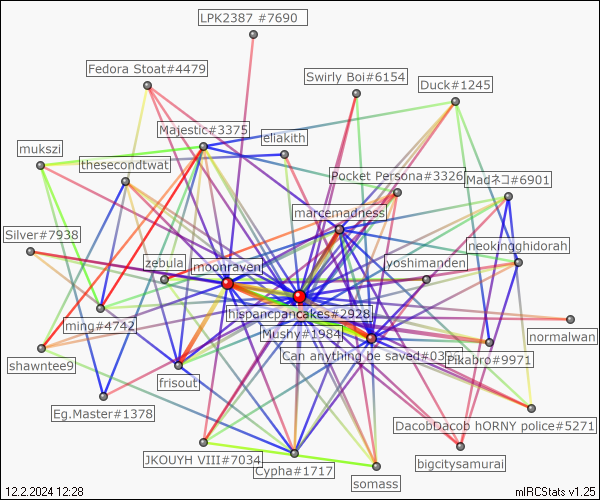 LPK2387 #7690
Fedora Stoat#4479
Swirly Boi#6154
Duck#1245
Majestic#3375
eliakith
mukszi
thesecondtwat
Pocket Persona#3326
Madネコ#6901
marcemadness
Silver#7938
neokingghidorah
zebula
moonraven
yoshimanden
hispancpancakes#2928
ming#4742
Mushy#1984
normalwan
Can anything be saved#03
shawntee9
Pikabro#9971
frisout
Eg.Master#1378
DacobDacob hORNY police#5271
JKOUYH VIII#7034
bigcitysamurai
Cypha#1717
somass
12.2.2024 12:28
mIRCStats v1.25